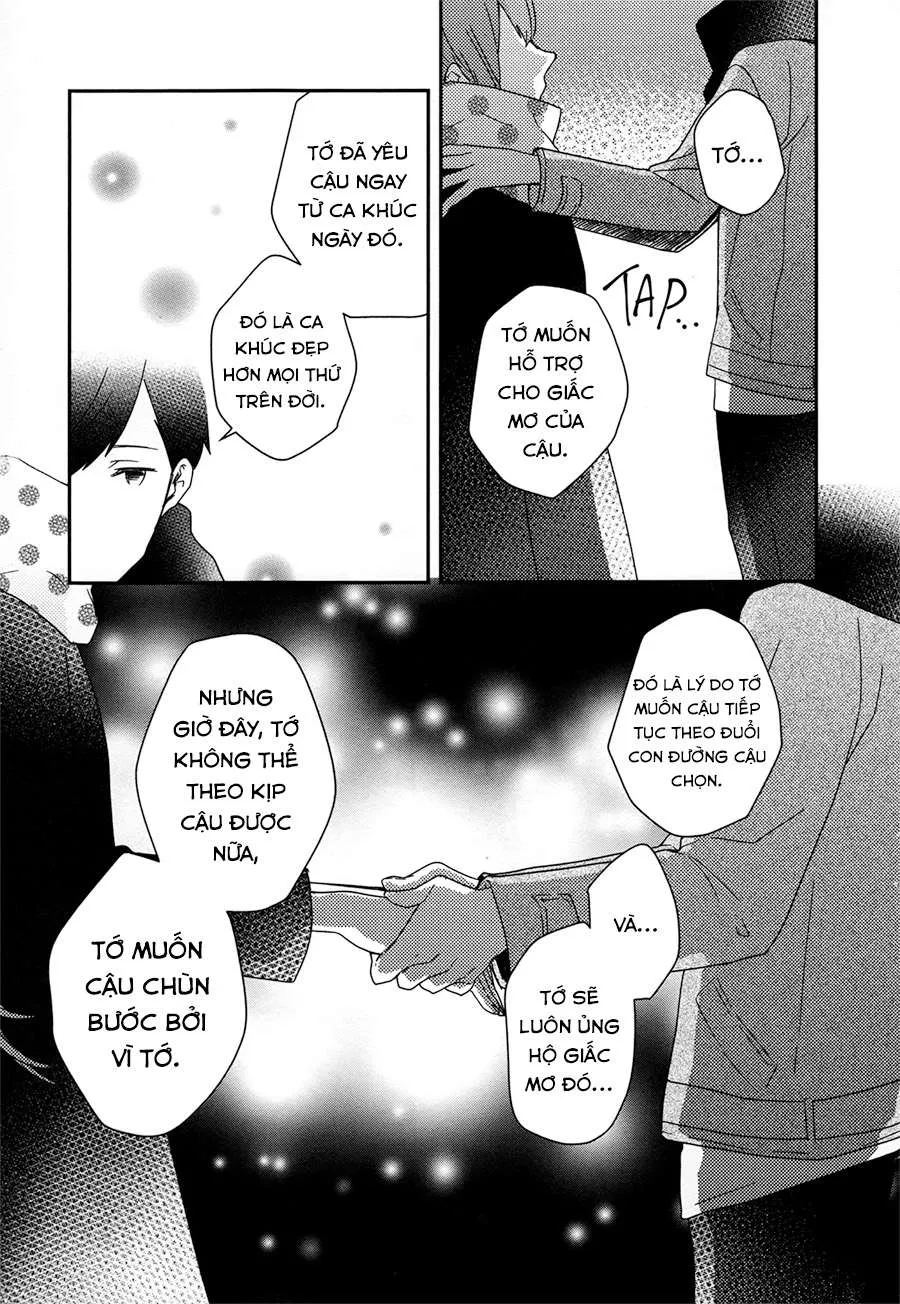 TỚ...
TAP...
TỚ MUỐN
HỖ TRỢ
CHO GIẤC
MƠ CỦA
CẬU.
TỚ ĐÃ YÊU
CẬU NGAY
TỪ CA KHÚC
NGÀY ĐÓ.
ĐÓ LÀ CA
KHÚC ĐẸP
HƠN MỌI THỨ
TRÊN ĐỜI.
ĐÓ LÀ LÝ DO TỚ
MUỐN CẬU TIẾP
TỤC THEO ĐUỔI
CON ĐƯỜNG CẬU
CHỌN.
VÀ...
TỚ SẼ
LUÔN ỦNG
HỘ GIẤC
MƠ ĐÓ...
NHƯNG
GIỜ ĐÂY, TỚ
KHÔNG THỂ
THEO KỊP
CẬU ĐƯỢC
NỮA,
TỚ MUỐN
CẬU CHÙN
BƯỚC BỞI
VÌ TỚ.